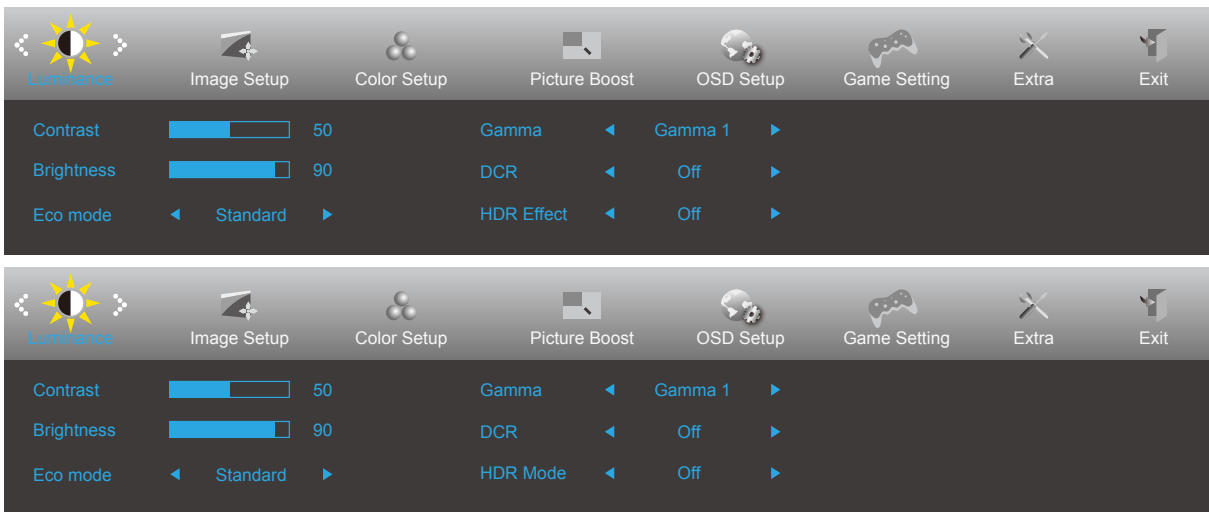 Luminance Image Setup Color Setup Picture Boost OSD Setup Game Setting Extra Exit
Contrast 50 Gamma Gamma 1
Brightness 90 DCR Off
Eco mode Standard HDR Effect Off
Luminance Image Setup Color Setup Picture Boost OSD Setup Game Setting Extra Exit
Contrast 50 Gamma Gamma 1
Brightness 90 DCR Off
Eco mode Standard HDR Mode Off